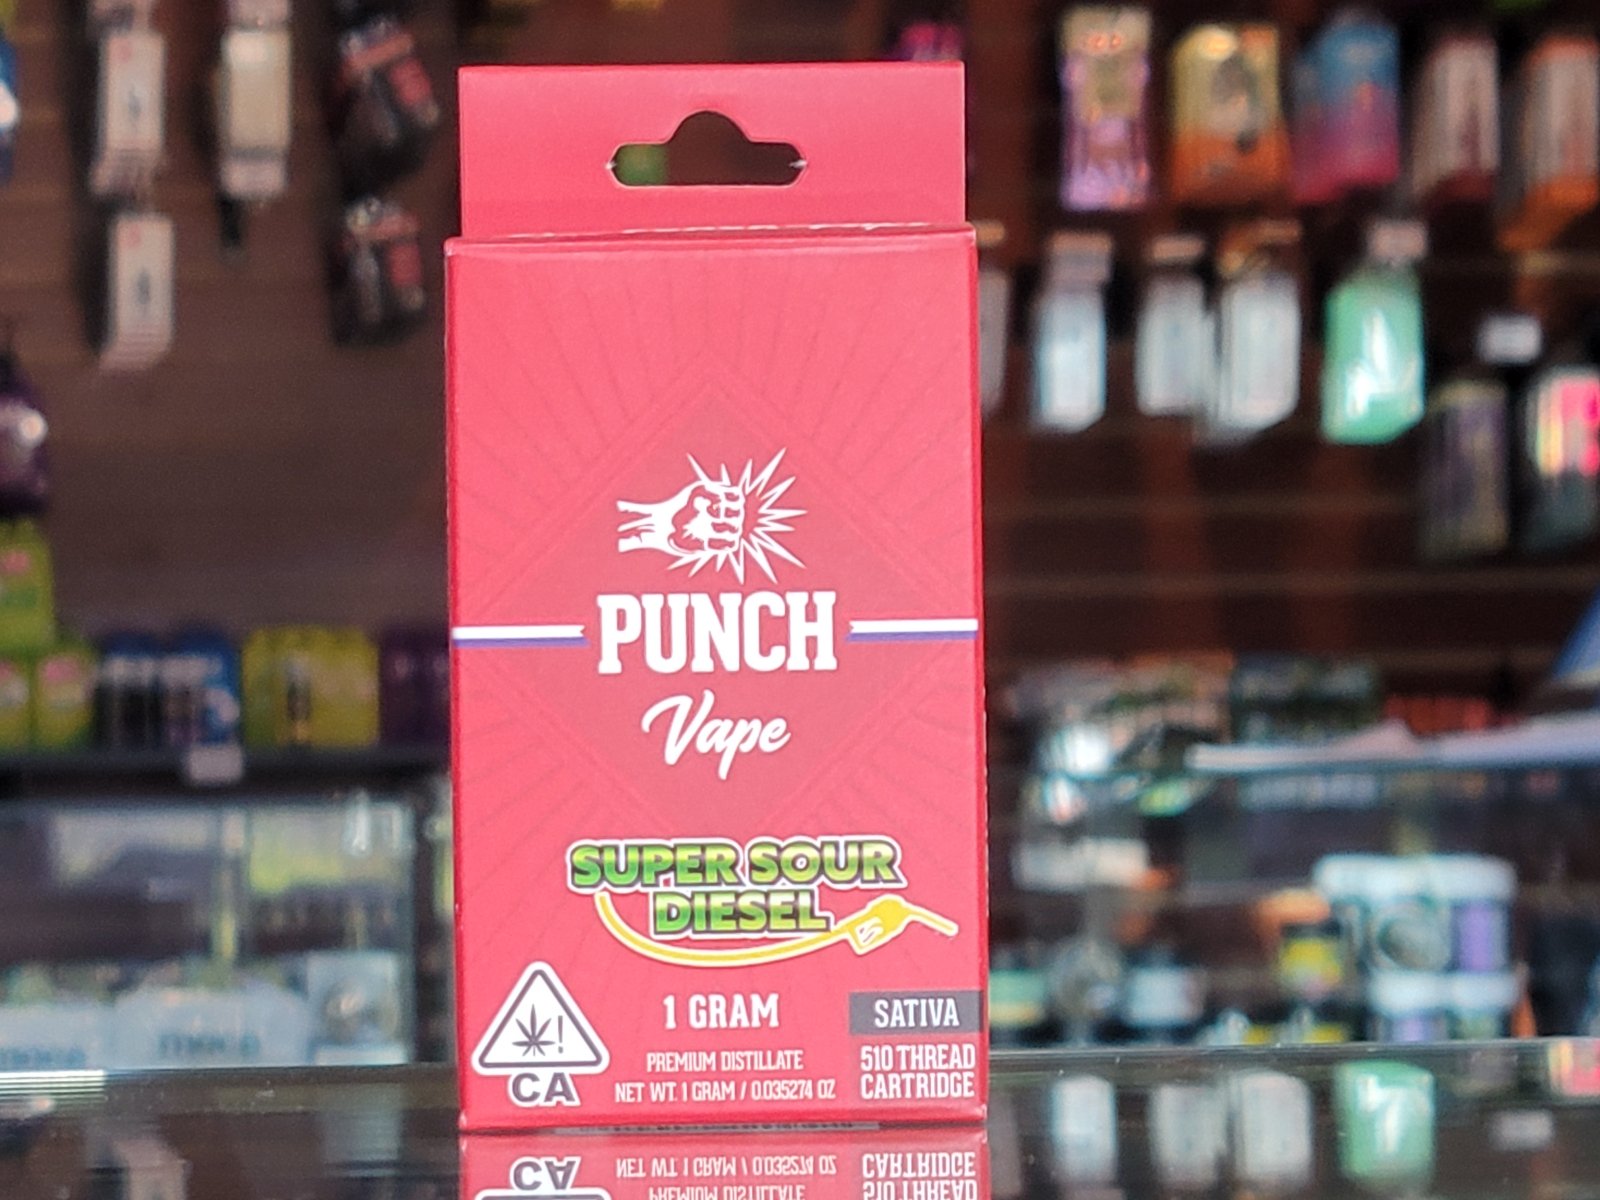 PUNCH
Vape
SUPER SOUR
DIESEL
1 GRAM
SATIVA
PREMIUM DISTILLATE
510 THREAD
NET WT. 1 GRAM / 0.035274 OZ
CARTRIDGE
CA